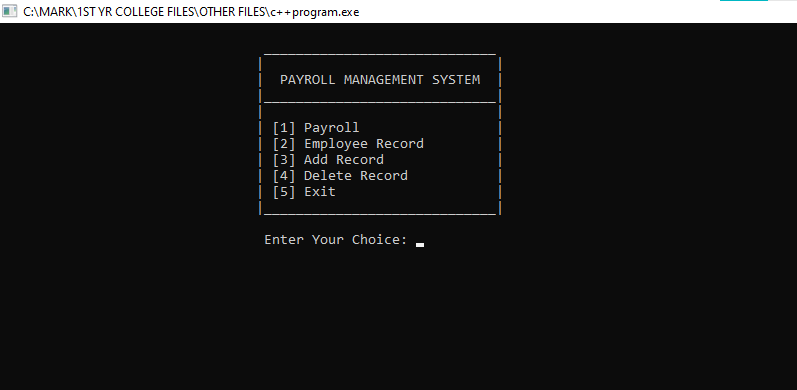 C:\MARK\1ST YR COLLEGE FILES\OTHER FILES\c++program.exe
PAYROLL MANAGEMENT SYSTEM
[1] Payroll
[2] Employee Record
[3] Add Record
[4] Delete Record
[5] Exit
Enter Your Choice: